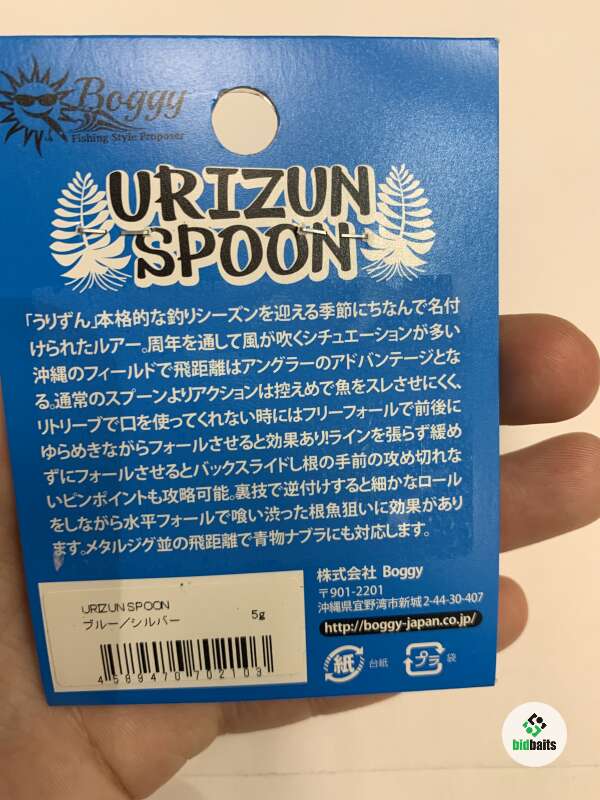 Boggy
Fishing Style Proposer
URIZUN
SPOON
「うりずん」本格的な釣りシーズンを迎える季節にちなんで名付
けられたルアー。周年を通して風が吹くシチュエーションが多い
沖縄のフィールドで飛距離はアングラーのアドバンテージとな
る。通常のスプーンよりアクションは控えめで魚をスレさせにくく、
リトリーブで口を使ってくれない時にはフリーフォールで前後に
ゆらめきながらフォールさせると効果あり!ラインを張らず緩め
ずにフォールさせるとバックスライドし根の手前の攻め切れな
いピンポイントも攻略可能。裏技で逆付けすると細かなロール
をしながら水平フォールで喰い渋った根魚狙いに効果があり
ます。メタルジグ並の飛距離で青物ナブラにも対応します。
株式会社 Boggy
〒901-2201
沖縄県宜野湾市新城2-44-30-407
http://boggy-japan.co.jp/
紙 台紙 プラ 袋
URIZUN SPOON
ブルー/シルバー 5g
4 589470 702103
bidbaits